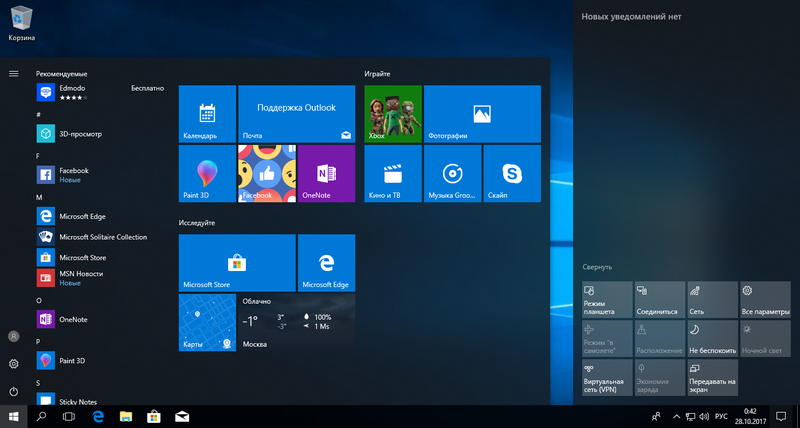 Корзина
Рекомендуемые
Edmodo Бесплатно
#
3D-просмотр
F
Facebook
Новые
M
Microsoft Edge
Microsoft Solitaire Collection
Microsoft Store
MSN Новости
Новые
O
OneNote
P
Paint 3D
S
Sticky Notes
Календарь
Поддержка Outlook
Почта
Paint 3D
Facebook
OneNote
Исследуйте
Microsoft Store
Microsoft Edge
Карты
Облачно
-1°
3°
-3°
100%
1 Ms
Москва
Играйте
Xbox
Фотографии
Кино и ТВ
Музыка Groo...
Скайп
Новых уведомлений нет
Свернуть
Режим
планшета
Соединиться
Сеть
Все параметры
Режим "в
самолете"
Расположение
Не беспокоить
Ночной свет
Виртуальная
сеть (VPN)
Экономия
заряда
Передавать на
экран
РУС
0:42
28.10.2017